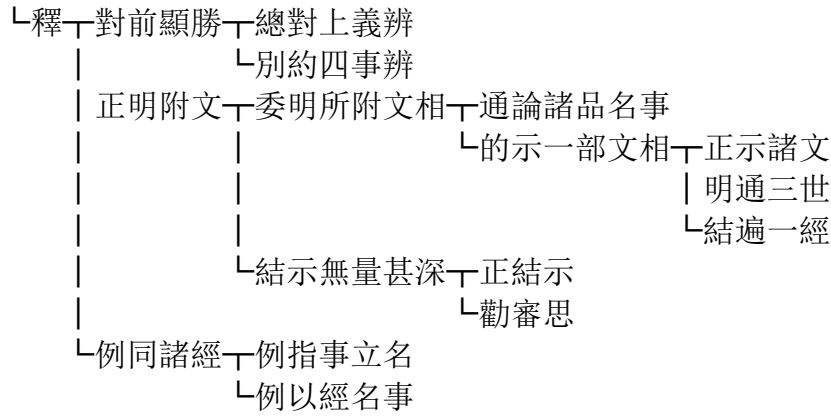 └釋┬對前顯勝┬總對上義辨
└別約四事辨
正明附文┬委明所附文相┬通論諸品名事
└的示一部文相┬正示諸文
明通三世
└結遍一經
└結示無量甚深┬正結示
└勸審思
└例同諸經┬例指事立名
└例以經名事